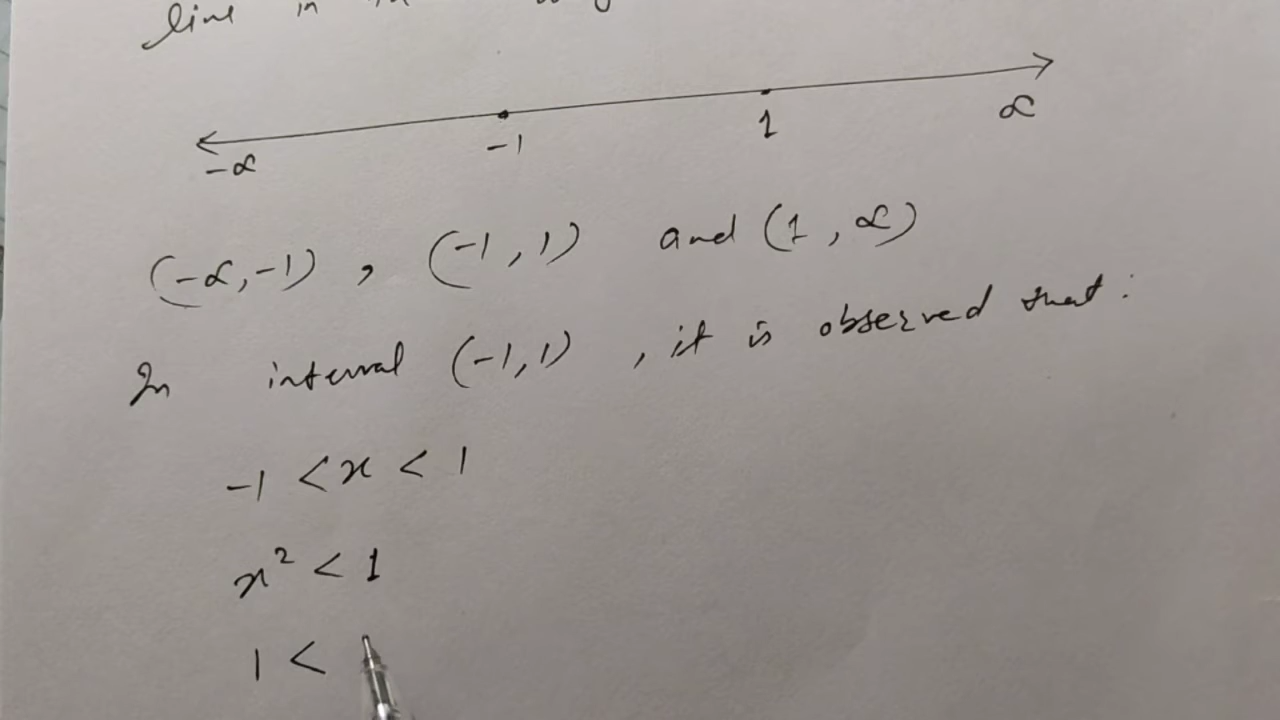 line in
-∝ -1 1 ∝
(-∝,-1) , (-1,1) and (1,∝)
In interval (-1,1) , it is observed that :
-1 < x < 1
x² < 1
1 <